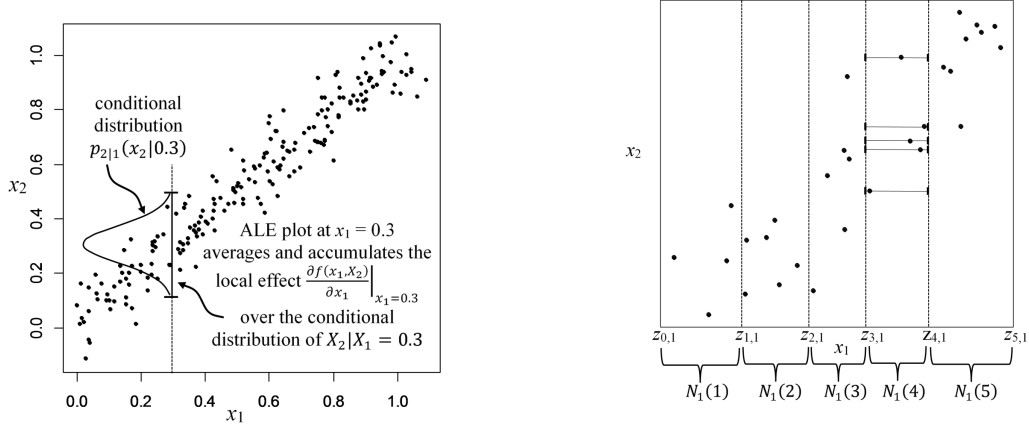 1.0
0.8
0.6
0.4
0.2
0.0
x₂
conditional
distribution
p₂|₁(x₂|0.3)
ALE plot at x₁ = 0.3
averages and accumulates the
local effect ∂f(x₁,X₂)/∂x₁ |x₁=0.3
over the conditional
distribution of X₂|X₁ = 0.3
0.0 0.2 0.4 0.6 0.8 1.0
x₁
x₂
z₀,₁ z₁,₁ z₂,₁ z₃,₁ z₄,₁ z₅,₁
x₁
N₁(1) N₁(2) N₁(3) N₁(4) N₁(5)